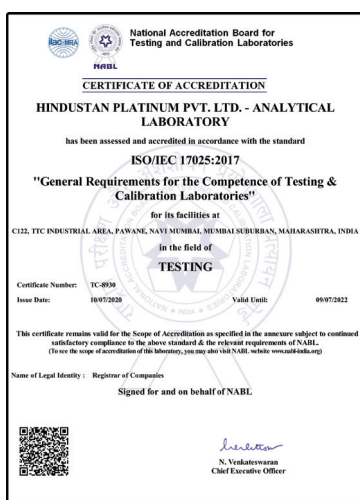 ilac-MRA
NABL
National Accreditation Board for
Testing and Calibration Laboratories
CERTIFICATE OF ACCREDITATION
HINDUSTAN PLATINUM PVT. LTD. - ANALYTICAL
LABORATORY
has been assessed and accredited in accordance with the standard
ISO/IEC 17025:2017
"General Requirements for the Competence of Testing &
Calibration Laboratories"
for its facilities at
C122, TTC INDUSTRIAL AREA, PAWANE, NAVI MUMBAI, MUMBAI SUBURBAN, MAHARASHTRA, INDIA
in the field of
TESTING
Certificate Number: TC-8930
Issue Date: 10/07/2020 Valid Until: 09/07/2022
This certificate remains valid for the Scope of Accreditation as specified in the annexure subject to continued
satisfactory compliance to the above standard & the relevant requirements of NABL.
(To see the scope of accreditation of this laboratory, you may also visit NABL website www.nabl-india.org)
Name of Legal Identity : Registrar of Companies
Signed for and on behalf of NABL
N. Venkateswaran
Chief Executive Officer